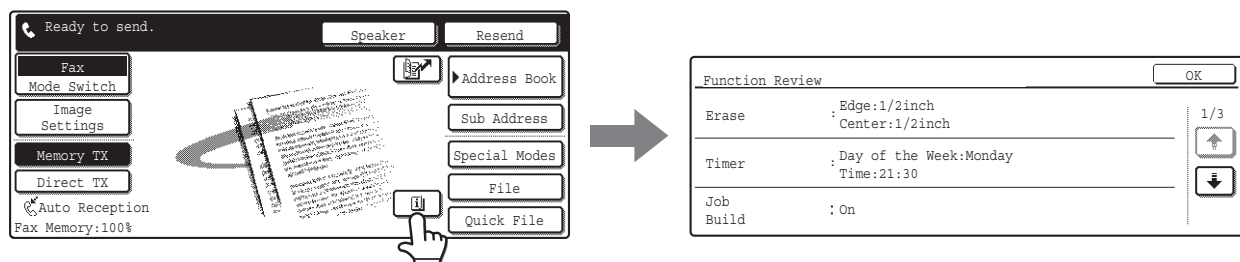 Ready to send.
Speaker
Resend
Fax
Mode Switch
Image
Settings
Memory TX
Direct TX
Auto Reception
Fax Memory:100%
Address Book
Sub Address
Special Modes
File
Quick File
Function Review
OK
Erase
:Edge:1/2inch
Center:1/2inch
1/3
Timer
:Day of the Week:Monday
Time:21:30
Job
Build
:On